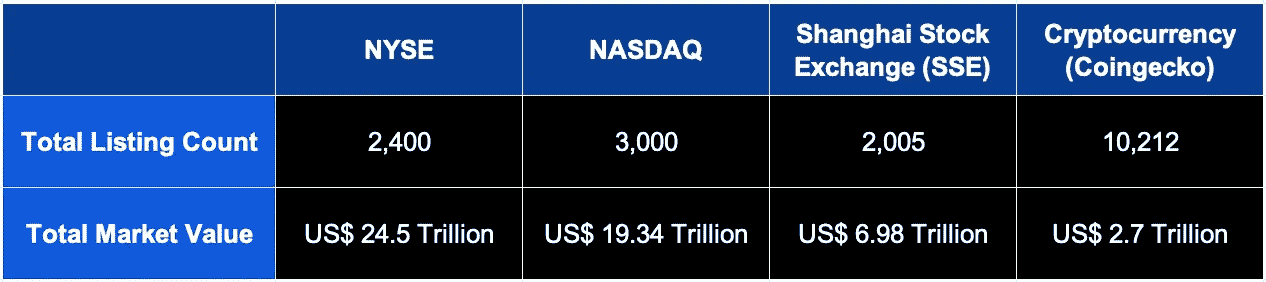 NYSE
NASDAQ
Shanghai Stock
Exchange (SSE)
Cryptocurrency
(Coingecko)
Total Listing Count
2,400
3,000
2,005
10,212
Total Market Value
US$ 24.5 Trillion
US$ 19.34 Trillion
US$ 6.98 Trillion
US$ 2.7 Trillion